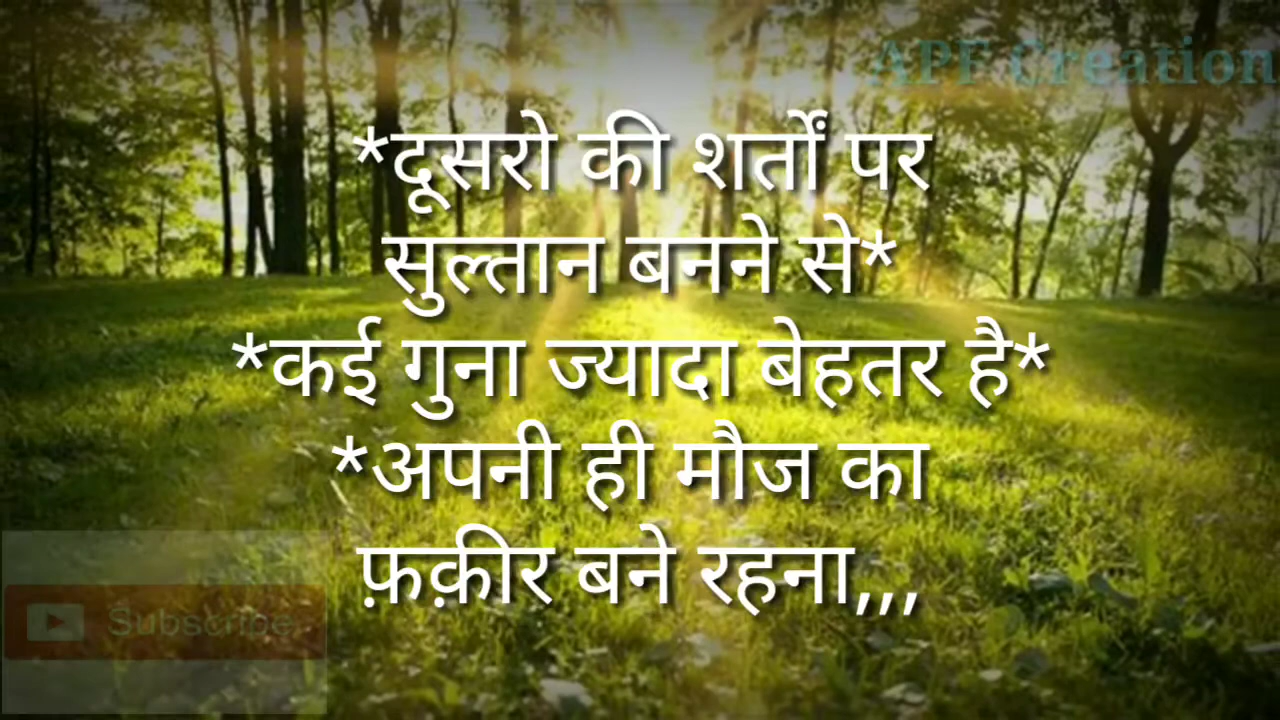 APF Creation
*दूसरो की शर्तों पर
सुल्तान बनने से*
*कई गुना ज्यादा बेहतर है*
*अपनी ही मौज का
फ़क़ीर बने रहना,,,
Subscribe